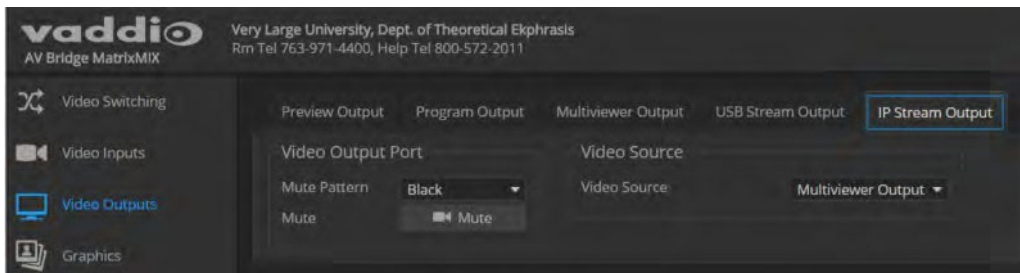 vaddio
AV Bridge MatrixMIX
Very Large University, Dept. of Theoretical Ekphrasis
Rm Tel 763-971-4400, Help Tel 800-572-2011
Video Switching
Video Inputs
Video Outputs
Graphics
Preview Output Program Output Multiviewer Output USB Stream Output IP Stream Output
Video Output Port
Mute Pattern Black
Mute Mute
Video Source
Video Source Multiviewer Output